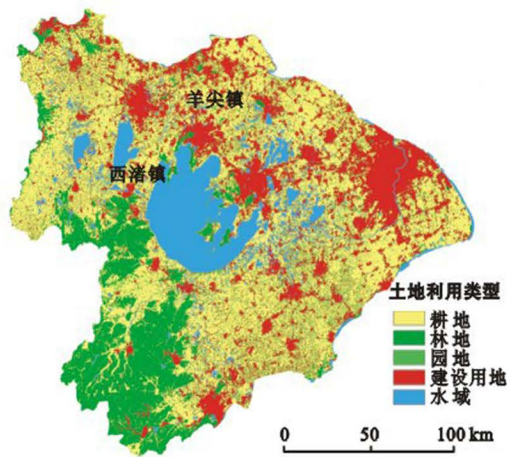 羊尖镇
西渚镇
土地利用类型
耕地
林地
园地
建设用地
水域
0 50 100 km